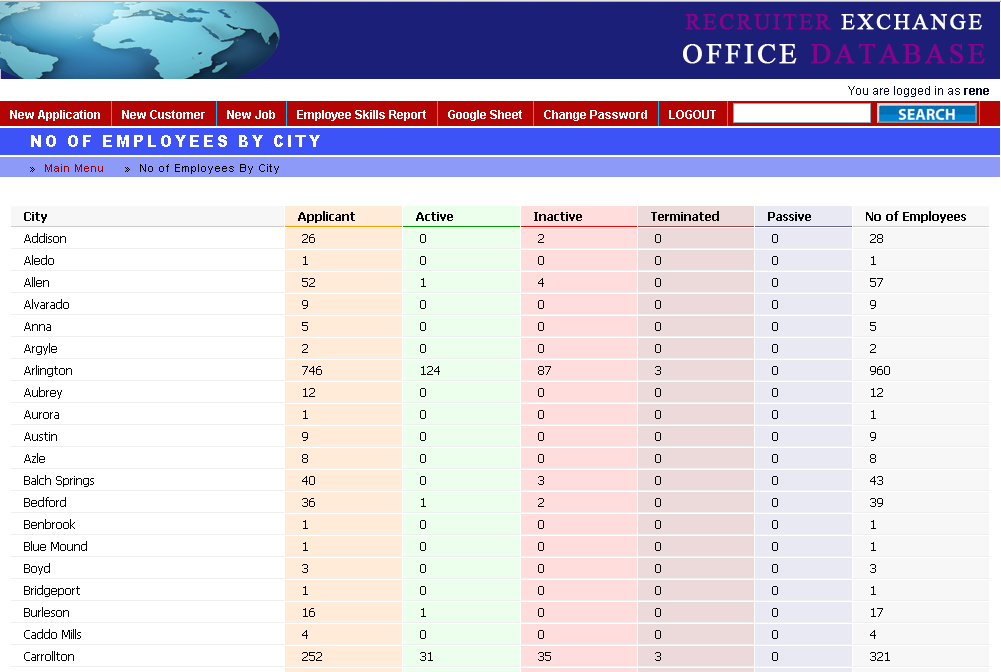 RECRUITER EXCHANGE
OFFICE DATABASE
You are logged in as rene
New Application New Customer New Job Employee Skills Report Google Sheet Change Password LOGOUT SEARCH
NO OF EMPLOYEES BY CITY
» Main Menu » No of Employees By City
City Applicant Active Inactive Terminated Passive No of Employees
Addison 26 0 2 0 0 28
Aledo 1 0 0 0 0 1
Allen 52 1 4 0 0 57
Alvarado 9 0 0 0 0 9
Anna 5 0 0 0 0 5
Argyle 2 0 0 0 0 2
Arlington 746 124 87 3 0 960
Aubrey 12 0 0 0 0 12
Aurora 1 0 0 0 0 1
Austin 9 0 0 0 0 9
Azle 8 0 0 0 0 8
Balch Springs 40 0 3 0 0 43
Bedford 36 1 2 0 0 39
Benbrook 1 0 0 0 0 1
Blue Mound 1 0 0 0 0 1
Boyd 3 0 0 0 0 3
Bridgeport 1 0 0 0 0 1
Burleson 16 1 0 0 0 17
Caddo Mills 4 0 0 0 0 4
Carrollton 252 31 35 3 0 321